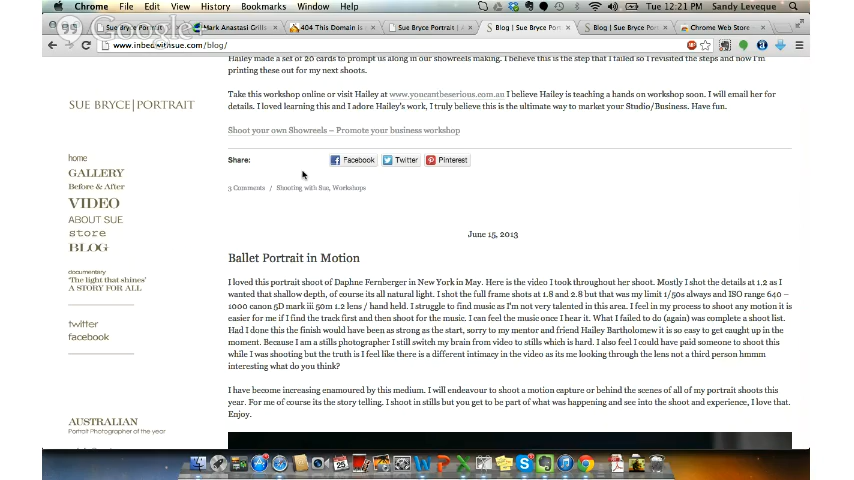 Chrome File Edit View History Bookmarks Window Help
Tue 12:21 PM Sandy Leveque
Google+
Sue Bryce Portrait
Mark Anastasi Grills
404 This Domain Is
Sue Bryce Portrait | A
Blog | Sue Bryce Port
Blog | Sue Bryce Port
Chrome Web Store -
www.inbedwithsue.com/blog/
Hailey made a set of 20 cards to prompt us along in our showreels making. I believe this is the step that I failed so I revisited the steps and now I'm
printing these out for my next shoots.
Take this workshop online or visit Hailey at www.youcantbeserious.com.au I believe Hailey is teaching a hands on workshop soon. I will email her for
details. I loved learning this and I adore Hailey's work, I truly believe this is the ultimate way to market your Studio/Business. Have fun.
Shoot your own Showreels – Promote your business workshop
Share: Facebook Twitter Pinterest
3 Comments / Shooting with Sue, Workshops
SUE BRYCE|PORTRAIT
home
GALLERY
Before & After
VIDEO
ABOUT SUE
store
BLOG
documentary
'The light that shines'
A STORY FOR ALL
twitter
facebook
AUSTRALIAN
Portrait Photographer of the year
June 15, 2013
Ballet Portrait in Motion
I loved this portrait shoot of Daphne Fernberger in New York in May. Here is the video I took throughout her shoot. Mostly I shot the details at 1.2 as I
wanted that shallow depth, of course its all natural light. I shot the full frame shots at 1.8 and 2.8 but that was my limit 1/50s always and ISO range 640 –
1000 canon 5D mark iii 50m 1.2 lens / hand held. I struggle to find music as I'm not very talented in this area. I feel in my process to shoot any motion it is
easier for me if I find the track first and then shoot for the music. I can feel the music once I hear it. What I failed to do (again) was complete a shoot list.
Had I done this the finish would have been as strong as the start, sorry to my mentor and friend Hailey Bartholomew it is so easy to get caught up in the
moment. Because I am a stills photographer I still switch my brain from video to stills which is hard. I also feel I could have paid someone to shoot this
while I was shooting but the truth is I feel like there is a different intimacy in the video as its me looking through the lens not a third person hmmm
interesting what do you think?
I have become increasing enamoured by this medium. I will endeavour to shoot a motion capture or behind the scenes of all of my portrait shoots this
year. For me of course its the story telling. I shoot in stills but you get to be part of what was happening and see into the shoot and experience, I love that.
Enjoy.